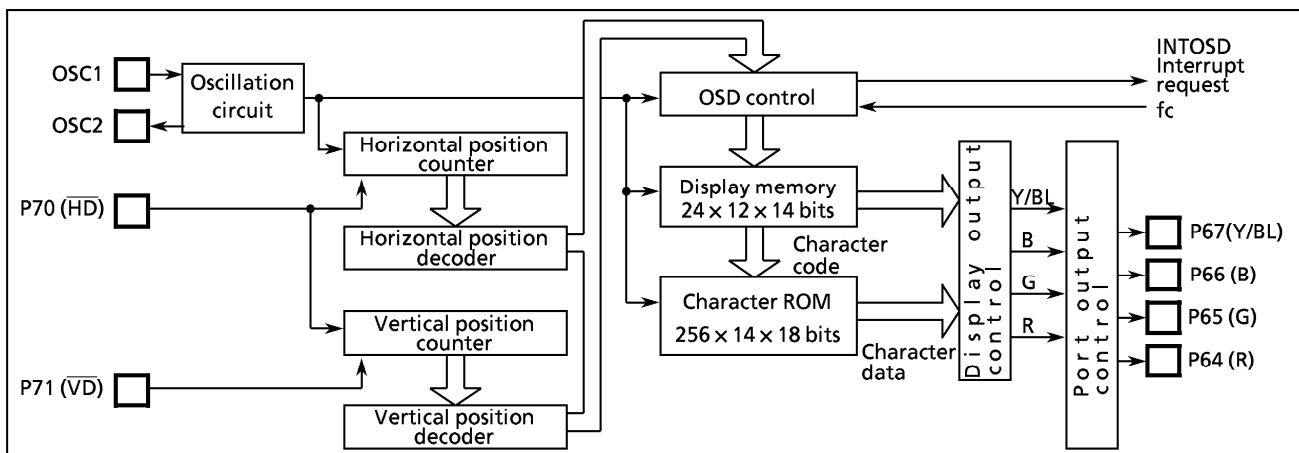 OSC1
OSC2
Oscillation
circuit
P70 (H̅D̅)
P71 (V̅D̅)
Horizontal position
counter
Horizontal position
decoder
Vertical position
counter
Vertical position
decoder
OSD control
INTOSD
Interrupt
request
fc
Display memory
24 × 12 × 14 bits
Character
code
Character ROM
256 × 14 × 18 bits
Character
data
Display output
control
Y/BL
B
G
R
Port output
control
P67(Y/BL)
P66 (B)
P65 (G)
P64 (R)